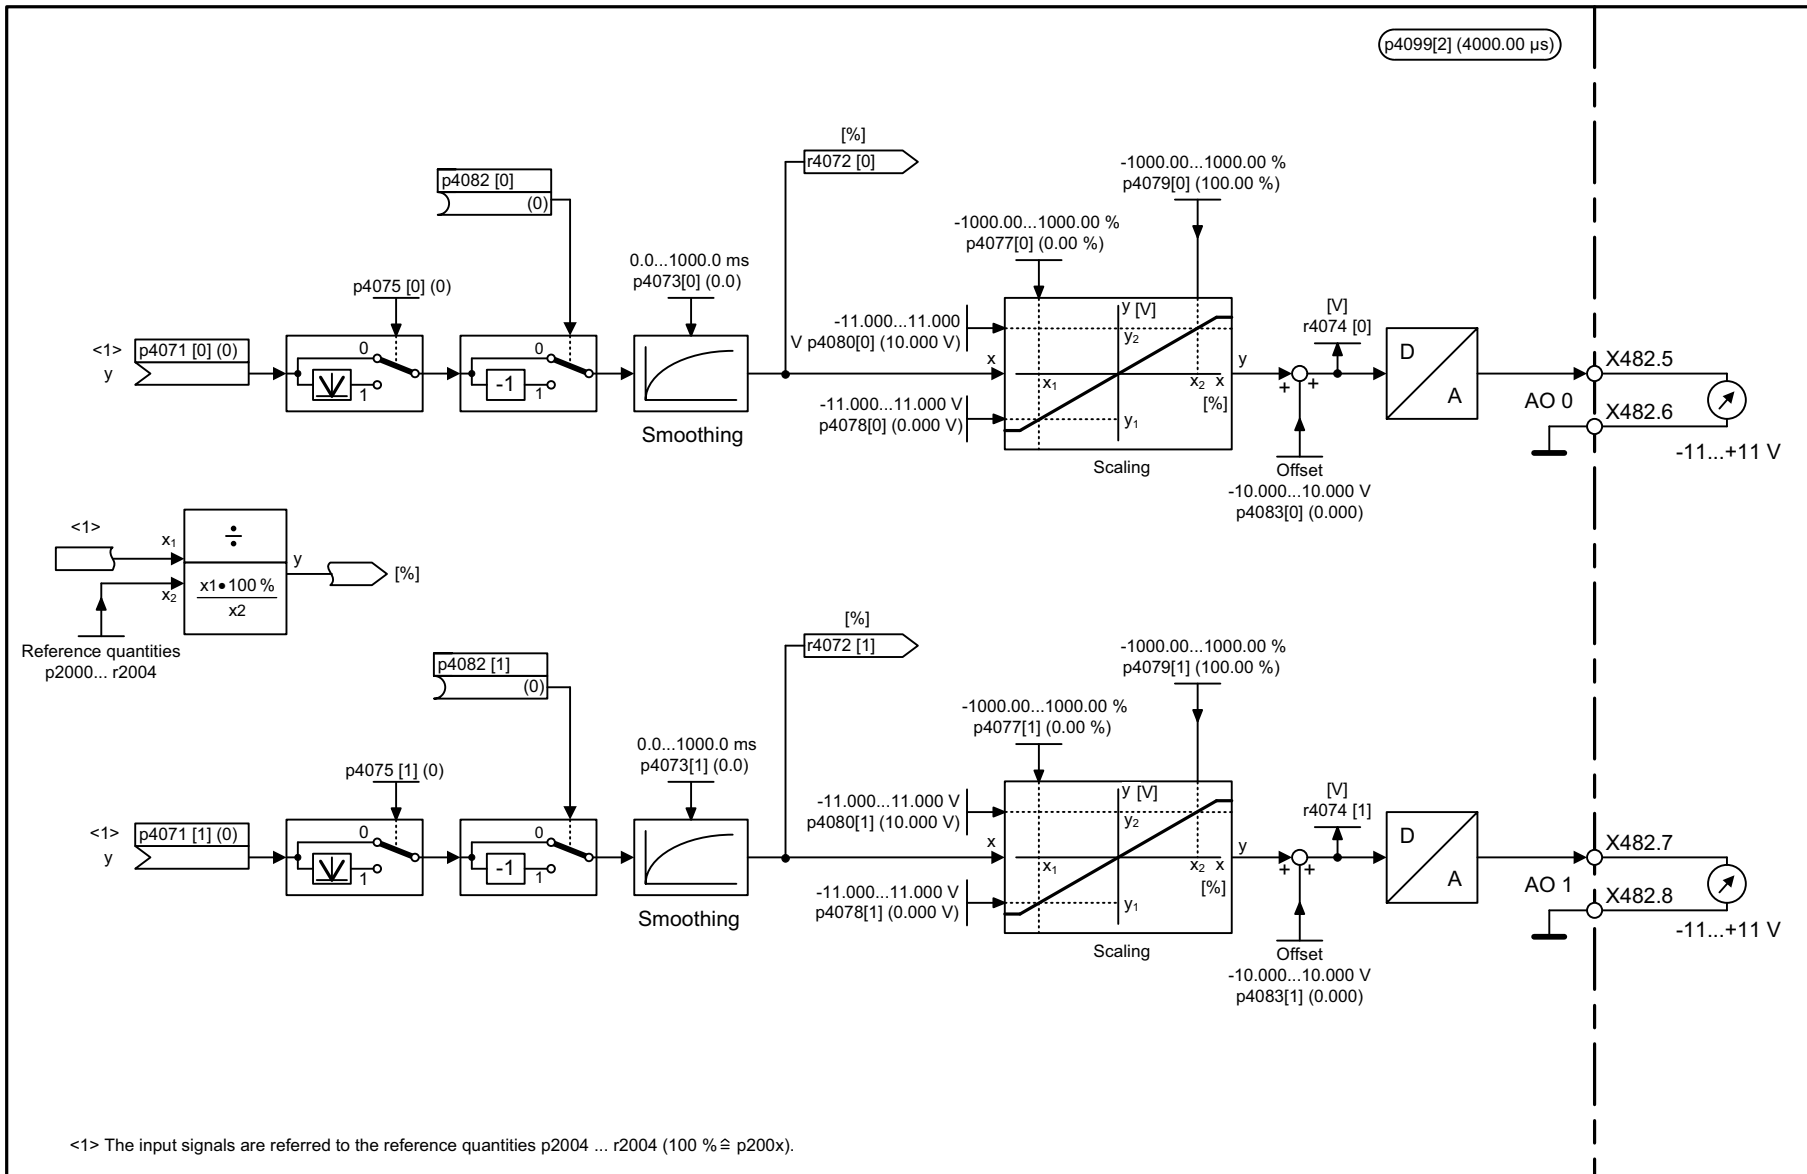 p4099[2] (4000.00 µs)
[%]
r4072 [0]
-1000.00...1000.00 %
p4079[0] (100.00 %)
p4082 [0]
(0)
-1000.00...1000.00 %
p4077[0] (0.00 %)
0.0...1000.0 ms
p4073[0] (0.0)
p4075 [0] (0)
-11.000...11.000
V p4080[0] (10.000 V)
y [V]
y2
[V]
r4074 [0]
<1>
p4071 [0] (0)
y
0
1
0
-1
1
x
x1
x2
x
[%]
y
+
+
D
A
X482.5
AO 0
X482.6
-11...+11 V
-11.000...11.000 V
p4078[0] (0.000 V)
y1
Smoothing
Scaling
Offset
-10.000...10.000 V
p4083[0] (0.000)
<1>
x1
÷
y
[%]
x2
x1•100 %
x2
Reference quantities
p2000... r2004
[%]
r4072 [1]
-1000.00...1000.00 %
p4079[1] (100.00 %)
p4082 [1]
(0)
-1000.00...1000.00 %
p4077[1] (0.00 %)
0.0...1000.0 ms
p4073[1] (0.0)
p4075 [1] (0)
-11.000...11.000 V
p4080[1] (10.000 V)
y [V]
y2
[V]
r4074 [1]
<1>
p4071 [1] (0)
y
0
1
0
-1
1
x
x1
x2
x
[%]
y
+
+
D
A
X482.7
AO 1
X482.8
-11...+11 V
-11.000...11.000 V
p4078[1] (0.000 V)
y1
Smoothing
Scaling
Offset
-10.000...10.000 V
p4083[1] (0.000)
<1> The input signals are referred to the reference quantities p2004 ... r2004 (100 % ≙ p200x).